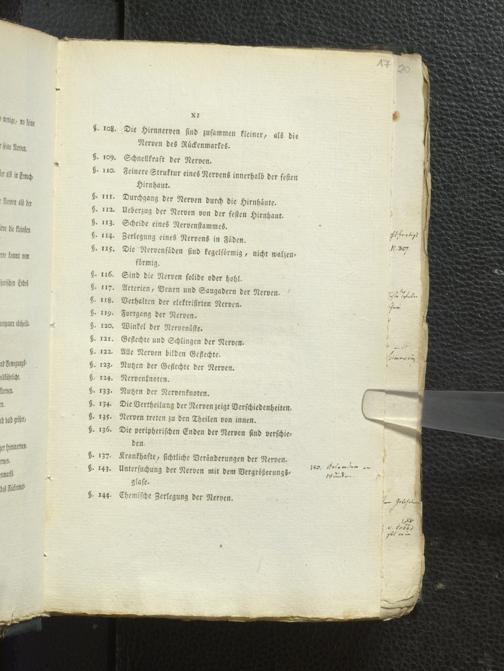 17 20
XI
§. 108. Die Hirnnerven sind zusammen kleiner, als die
Nerven des Rückenmarkes.
§. 109. Schnellkraft der Nerven.
§. 110. Feinere Struktur eines Nervens innerhalb der festen
Hirnhaut.
§. 111. Durchgang der Nerven durch die Hirnhäute.
§. 112. Ueberzug der Nerven von der festen Hirnhaut.
§. 113. Scheide eines Nervenstammes.
§. 114. Zerlegung eines Nervens in Fäden.
§. 115. Die Nervenfäden sind kegelförmig, nicht walzen-
förmig.
§. 116. Sind die Nerven solide oder hohl.
§. 117. Arterien, Venen und Saugadern der Nerven.
§. 118. Verhalten der elektrisirten Nerven.
§. 119. Fortgang der Nerven.
§. 120. Winkel der Nervenäste.
§. 121. Geflechte und Schlingen der Nerven.
§. 122. Alle Nerven bilden Geflechte.
§. 123. Nutzen der Geflechte der Nerven.
§. 124. Nervenknoten.
§. 133. Nutzen der Nervenknoten.
§. 134. Die Vertheilung der Nerven zeigt Verschiedenheiten.
§. 135. Nerven treten zu den Theilen von innen.
§. 136. Die peripherischen Enden der Nerven sind verschie-
den.
§. 137. Krankhafte, sichtliche Veränderungen der Nerven.
§. 143. Untersuchung der Nerven mit dem Vergrößerungs-
glase.
§. 144. Chemische Zerlegung der Nerven.